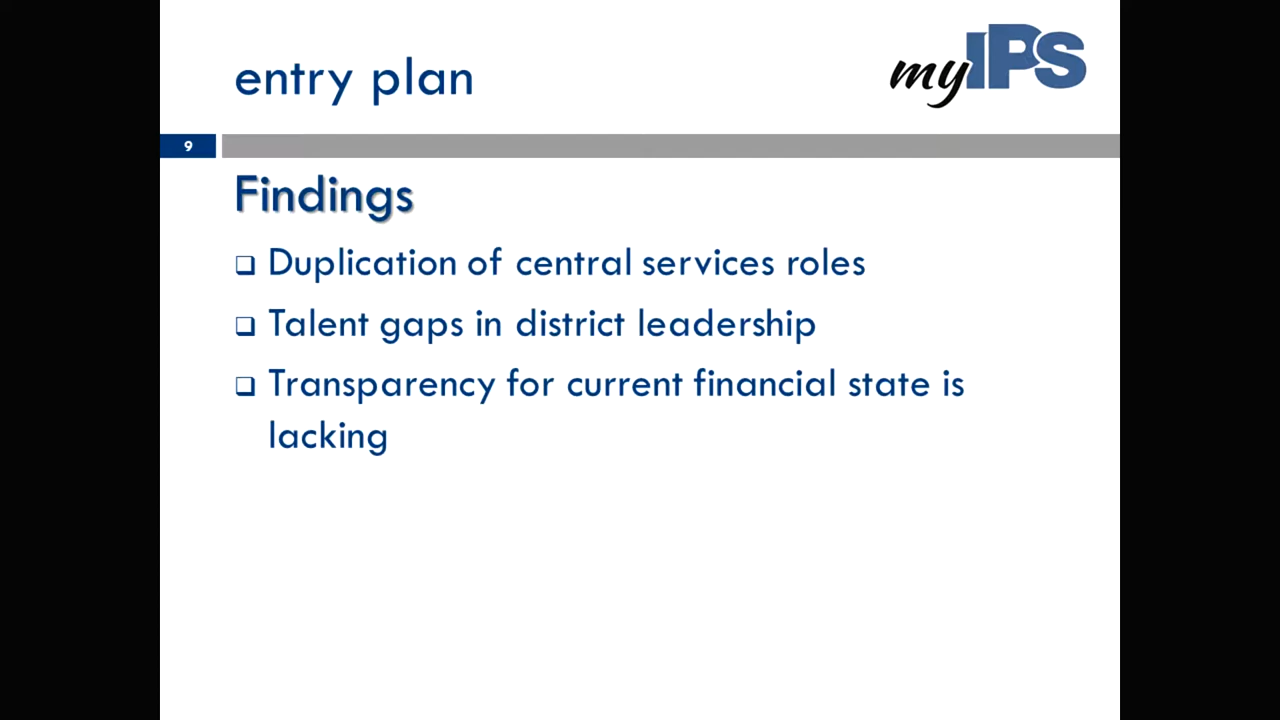 entry plan
myIPS
9
Findings
❑ Duplication of central services roles
❑ Talent gaps in district leadership
❑ Transparency for current financial state is
lacking